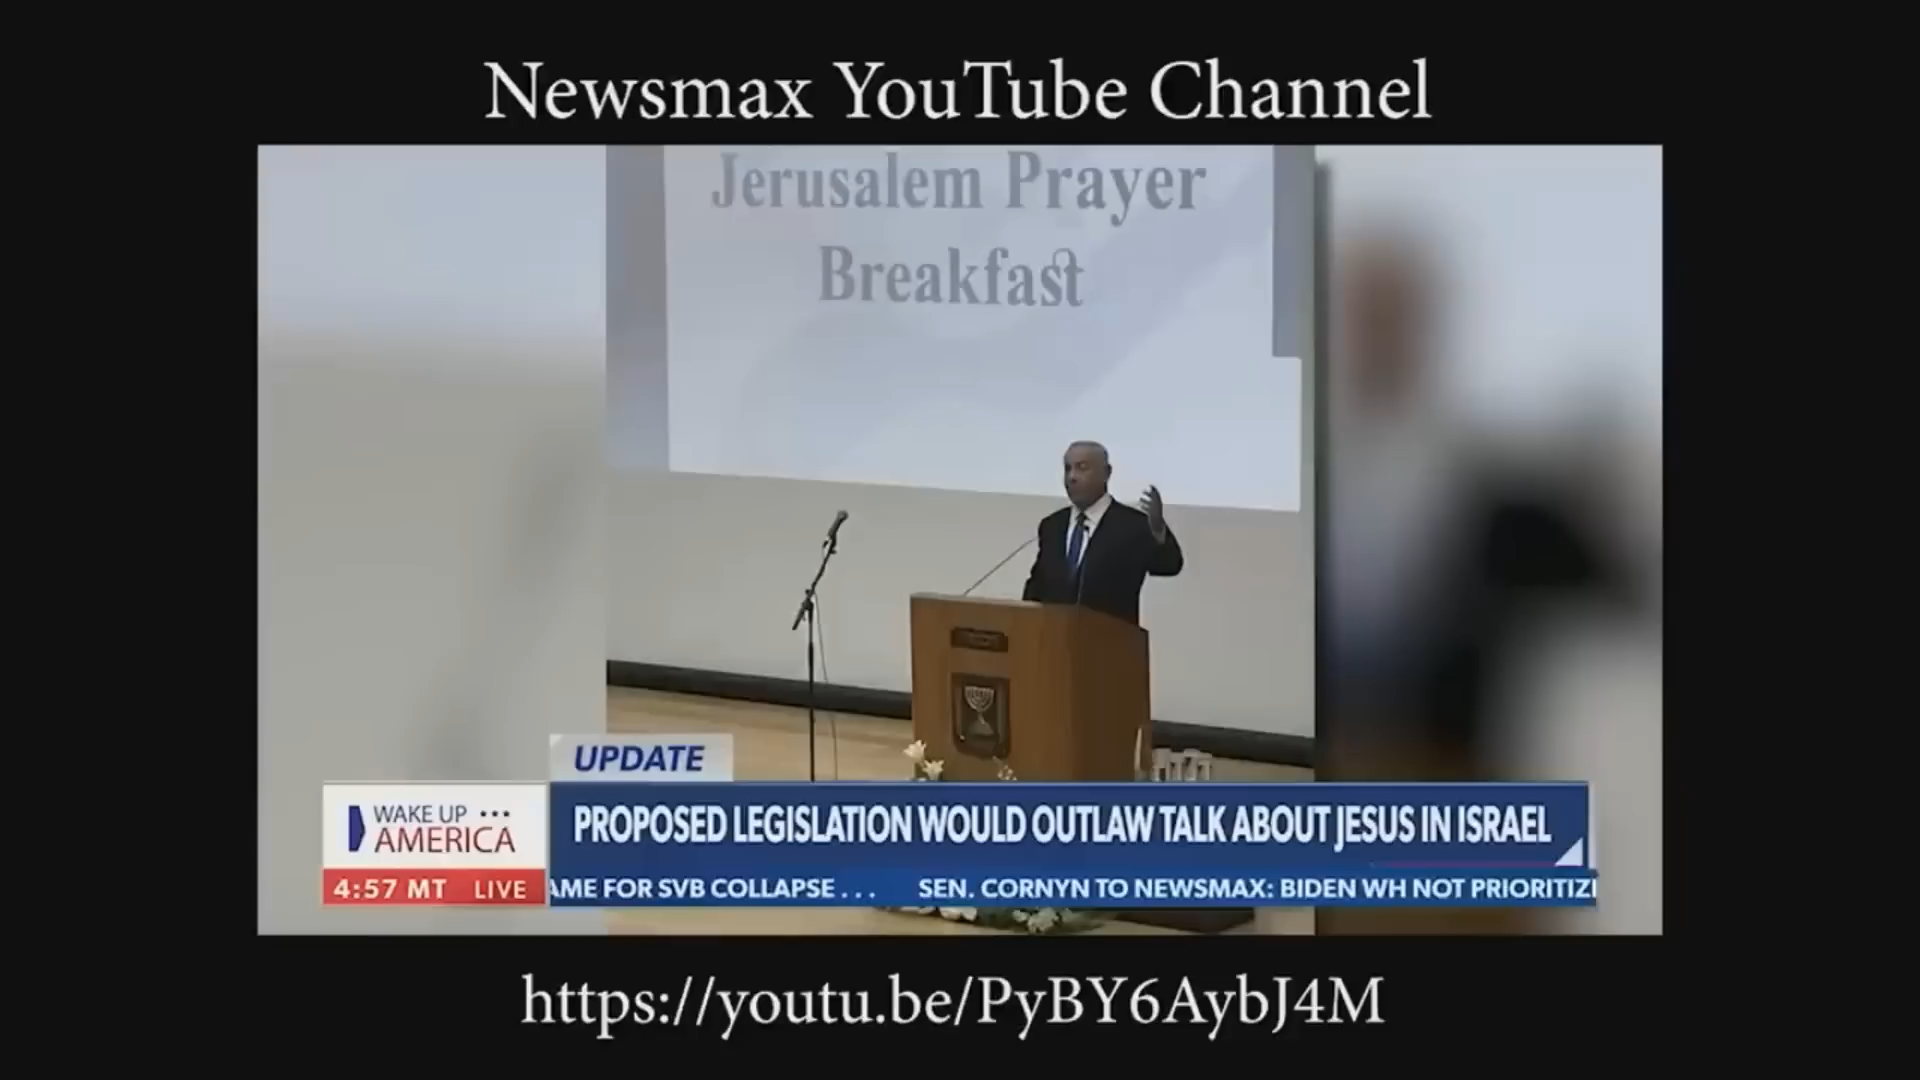 Newsmax YouTube Channel
Jerusalem Prayer
Breakfast
UPDATE
WAKE UP
AMERICA
PROPOSED LEGISLATION WOULD OUTLAW TALK ABOUT JESUS IN ISRAEL
4:57 MT LIVE
AME FOR SVB COLLAPSE . . . SEN. CORNYN TO NEWSMAX: BIDEN WH NOT PRIORITIZI
https://youtu.be/PyBY6AybJ4M